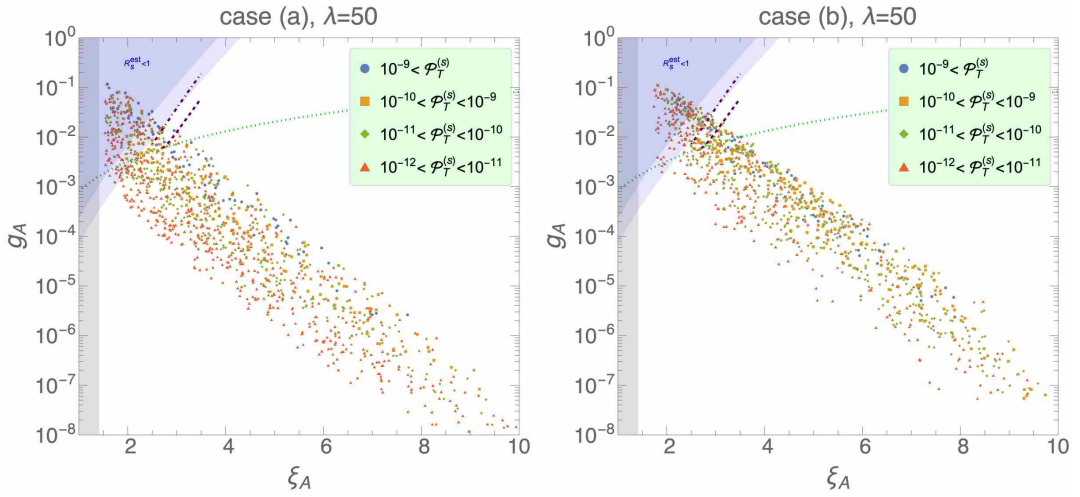 case (a), λ=50
10⁰
10⁻¹
10⁻²
10⁻³
10⁻⁴
10⁻⁵
10⁻⁶
10⁻⁷
10⁻⁸
g_A
R_s^est<1
10⁻⁹< 𝒫_T^(s)
10⁻¹⁰< 𝒫_T^(s) <10⁻⁹
10⁻¹¹< 𝒫_T^(s) <10⁻¹⁰
10⁻¹²< 𝒫_T^(s) <10⁻¹¹
2 4 6 8 10
ξ_A
case (b), λ=50
10⁰
10⁻¹
10⁻²
10⁻³
10⁻⁴
10⁻⁵
10⁻⁶
10⁻⁷
10⁻⁸
g_A
R_s^est<1
10⁻⁹< 𝒫_T^(s)
10⁻¹⁰< 𝒫_T^(s) <10⁻⁹
10⁻¹¹< 𝒫_T^(s) <10⁻¹⁰
10⁻¹²< 𝒫_T^(s) <10⁻¹¹
2 4 6 8 10
ξ_A